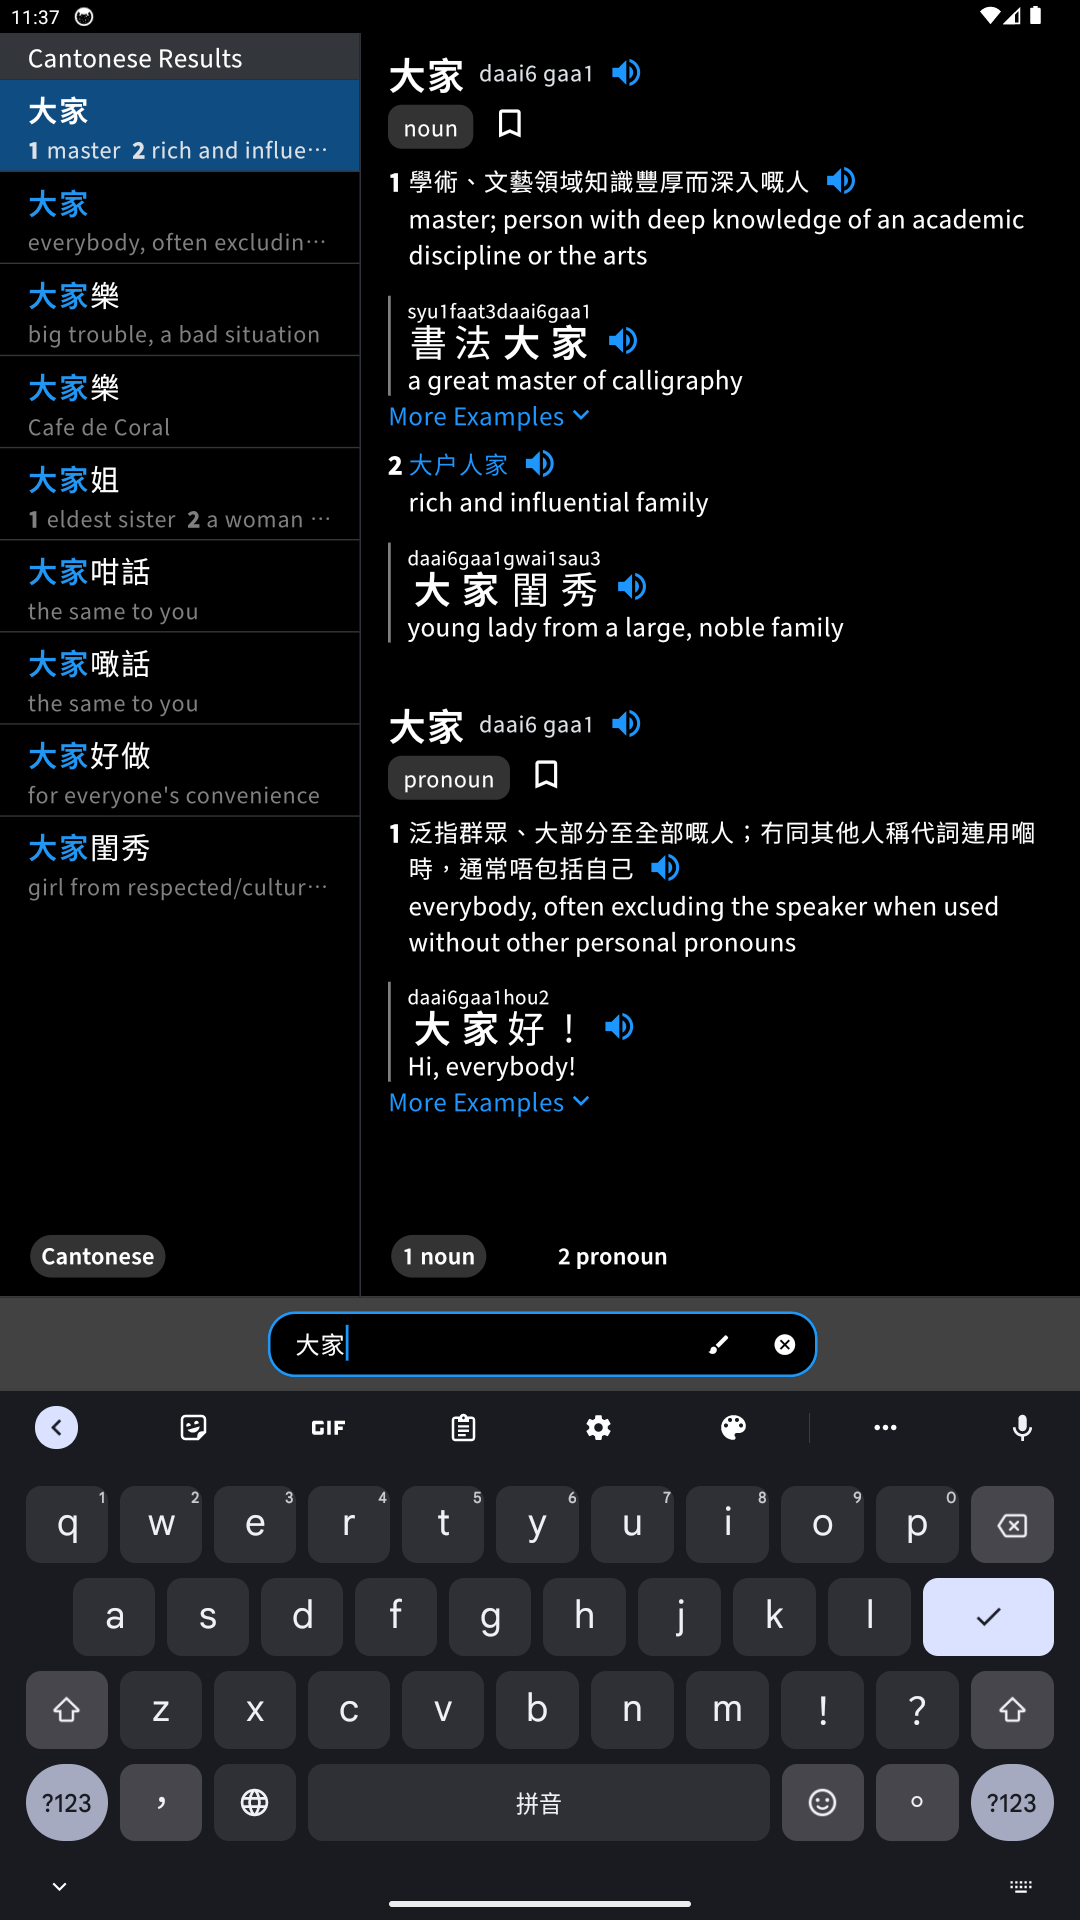 11:37
Cantonese Results
大家
1 master 2 rich and influe…
大家
everybody, often excludin…
大家樂
big trouble, a bad situation
大家樂
Cafe de Coral
大家姐
1 eldest sister 2 a woman …
大家咁話
the same to you
大家噉話
the same to you
大家好做
for everyone's convenience
大家閨秀
girl from respected/cultur…
Cantonese
大家 daai6 gaa1
noun
1 學術、文藝領域知識豐厚而深入嘅人
master; person with deep knowledge of an academic
discipline or the arts
syu1faat3daai6gaa1
書法大家
a great master of calligraphy
More Examples
2 大户人家
rich and influential family
daai6gaa1gwai1sau3
大家閨秀
young lady from a large, noble family
大家 daai6 gaa1
pronoun
1 泛指群眾、大部分至全部嘅人；冇同其他人稱代詞連用嗰
時，通常唔包括自己
everybody, often excluding the speaker when used
without other personal pronouns
daai6gaa1hou2
大家好！
Hi, everybody!
More Examples
1 noun 2 pronoun
大家
GIF
1 2 3 4 5 6 7 8 9 0
q w e r t y u i o p
a s d f g h j k l
z x c v b n m ! ?
?123 ， 拼音 。 ?123